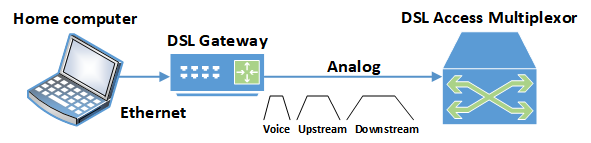 Home computer
DSL Gateway
DSL Access Multiplexor
Ethernet
Analog
Voice Upstream Downstream